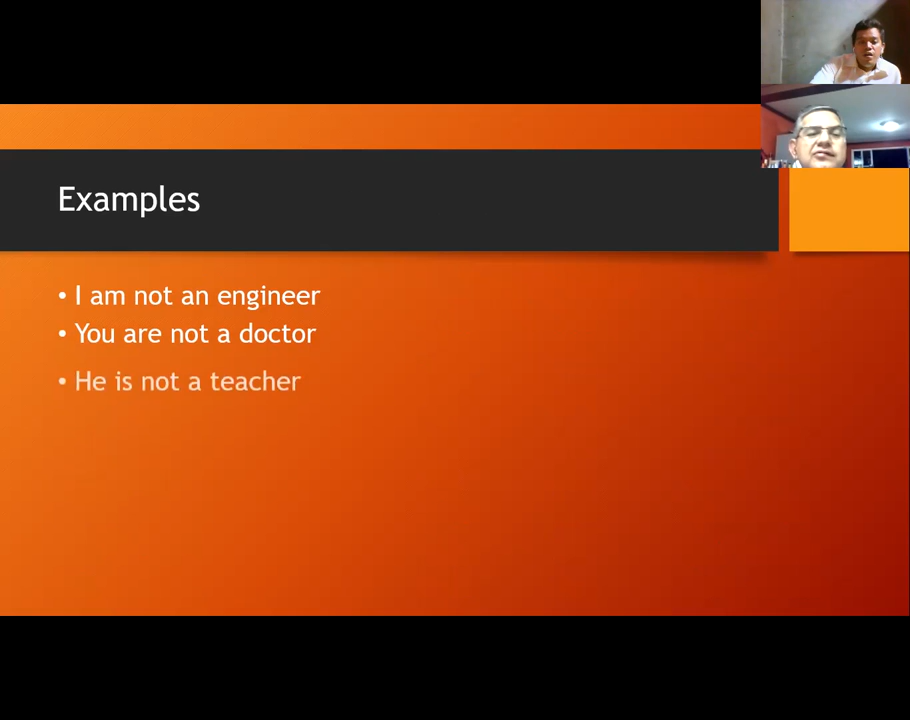 Examples
• I am not an engineer
• You are not a doctor
• He is not a teacher